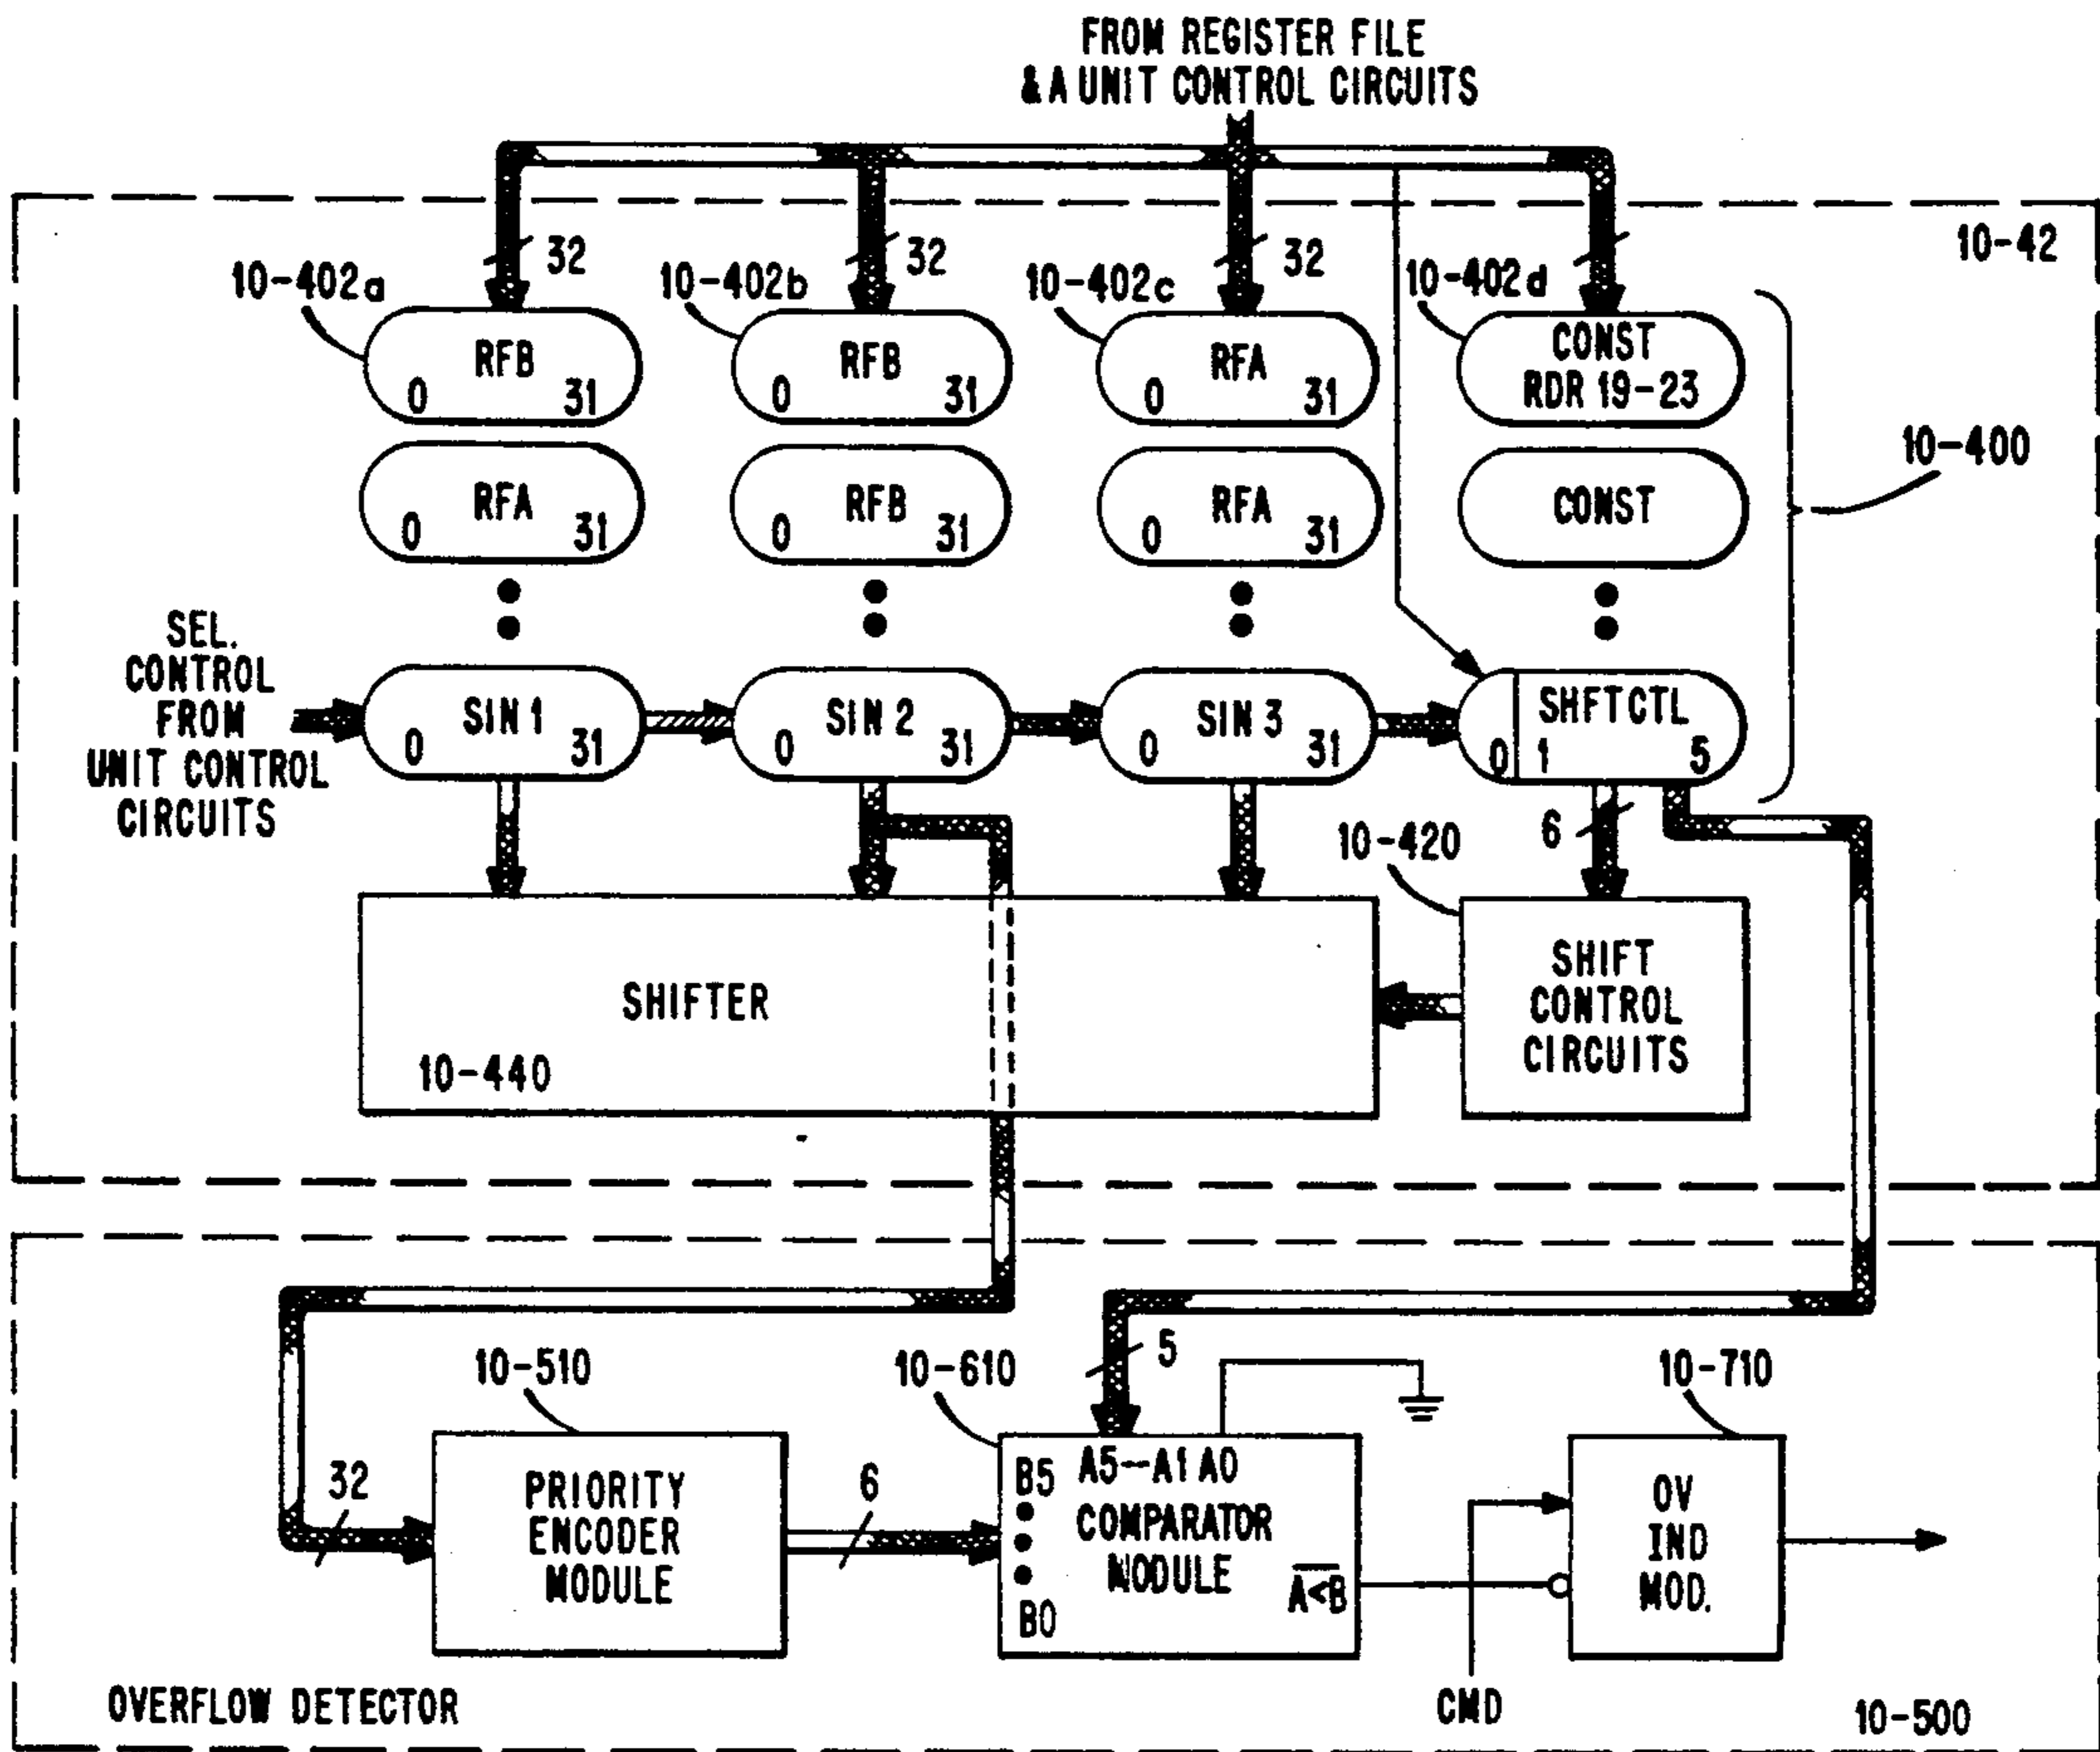 FROM REGISTER FILE
& A UNIT CONTROL CIRCUITS
10-42
32
32
32
10-402a
10-402b
10-402c
10-402d
RFB
0 31
RFB
0 31
RFA
0 31
CONST
RDR 19-23
10-400
RFA
0 31
RFB
0 31
RFA
0 31
CONST
SEL.
CONTROL
FROM
UNIT CONTROL
CIRCUITS
SIN 1
0 31
SIN 2
0 31
SIN 3
0 31
SHFTCTL
0 1 5
6
10-420
SHIFTER
10-440
SHIFT
CONTROL
CIRCUITS
5
10-510
10-610
10-710
32
PRIORITY
ENCODER
MODULE
6
A5--A1 A0
B5
COMPARATOR
MODULE
B0
A<B
OV
IND
MOD.
CMD
OVERFLOW DETECTOR
10-500